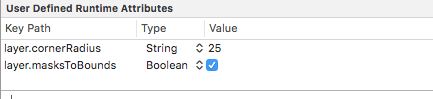 User Defined Runtime Attributes
Key Path Type Value
layer.cornerRadius String 25
layer.masksToBounds Boolean